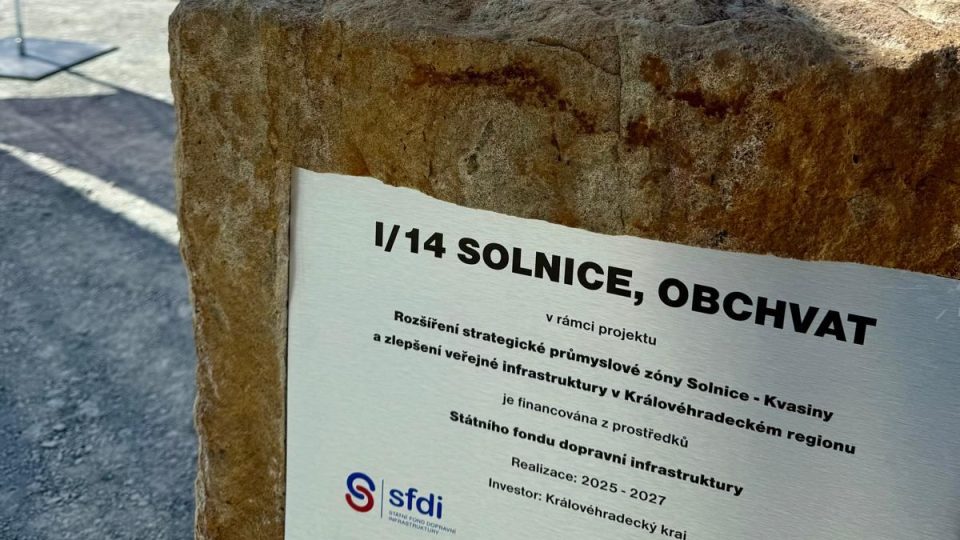 I/14 SOLNICE, OBCHVAT
v rámci projektu
Rozšíření strategické průmyslové zóny Solnice - Kvasiny
a zlepšení veřejné infrastruktury v Královéhradeckém regionu
je financována z prostředků
Státního fondu dopravní infrastruktury
Realizace: 2025 - 2027
Investor: Královéhradecký kraj
sfdi
STÁTNÍ FOND DOPRAVNÍ
INFRASTRUKTURY